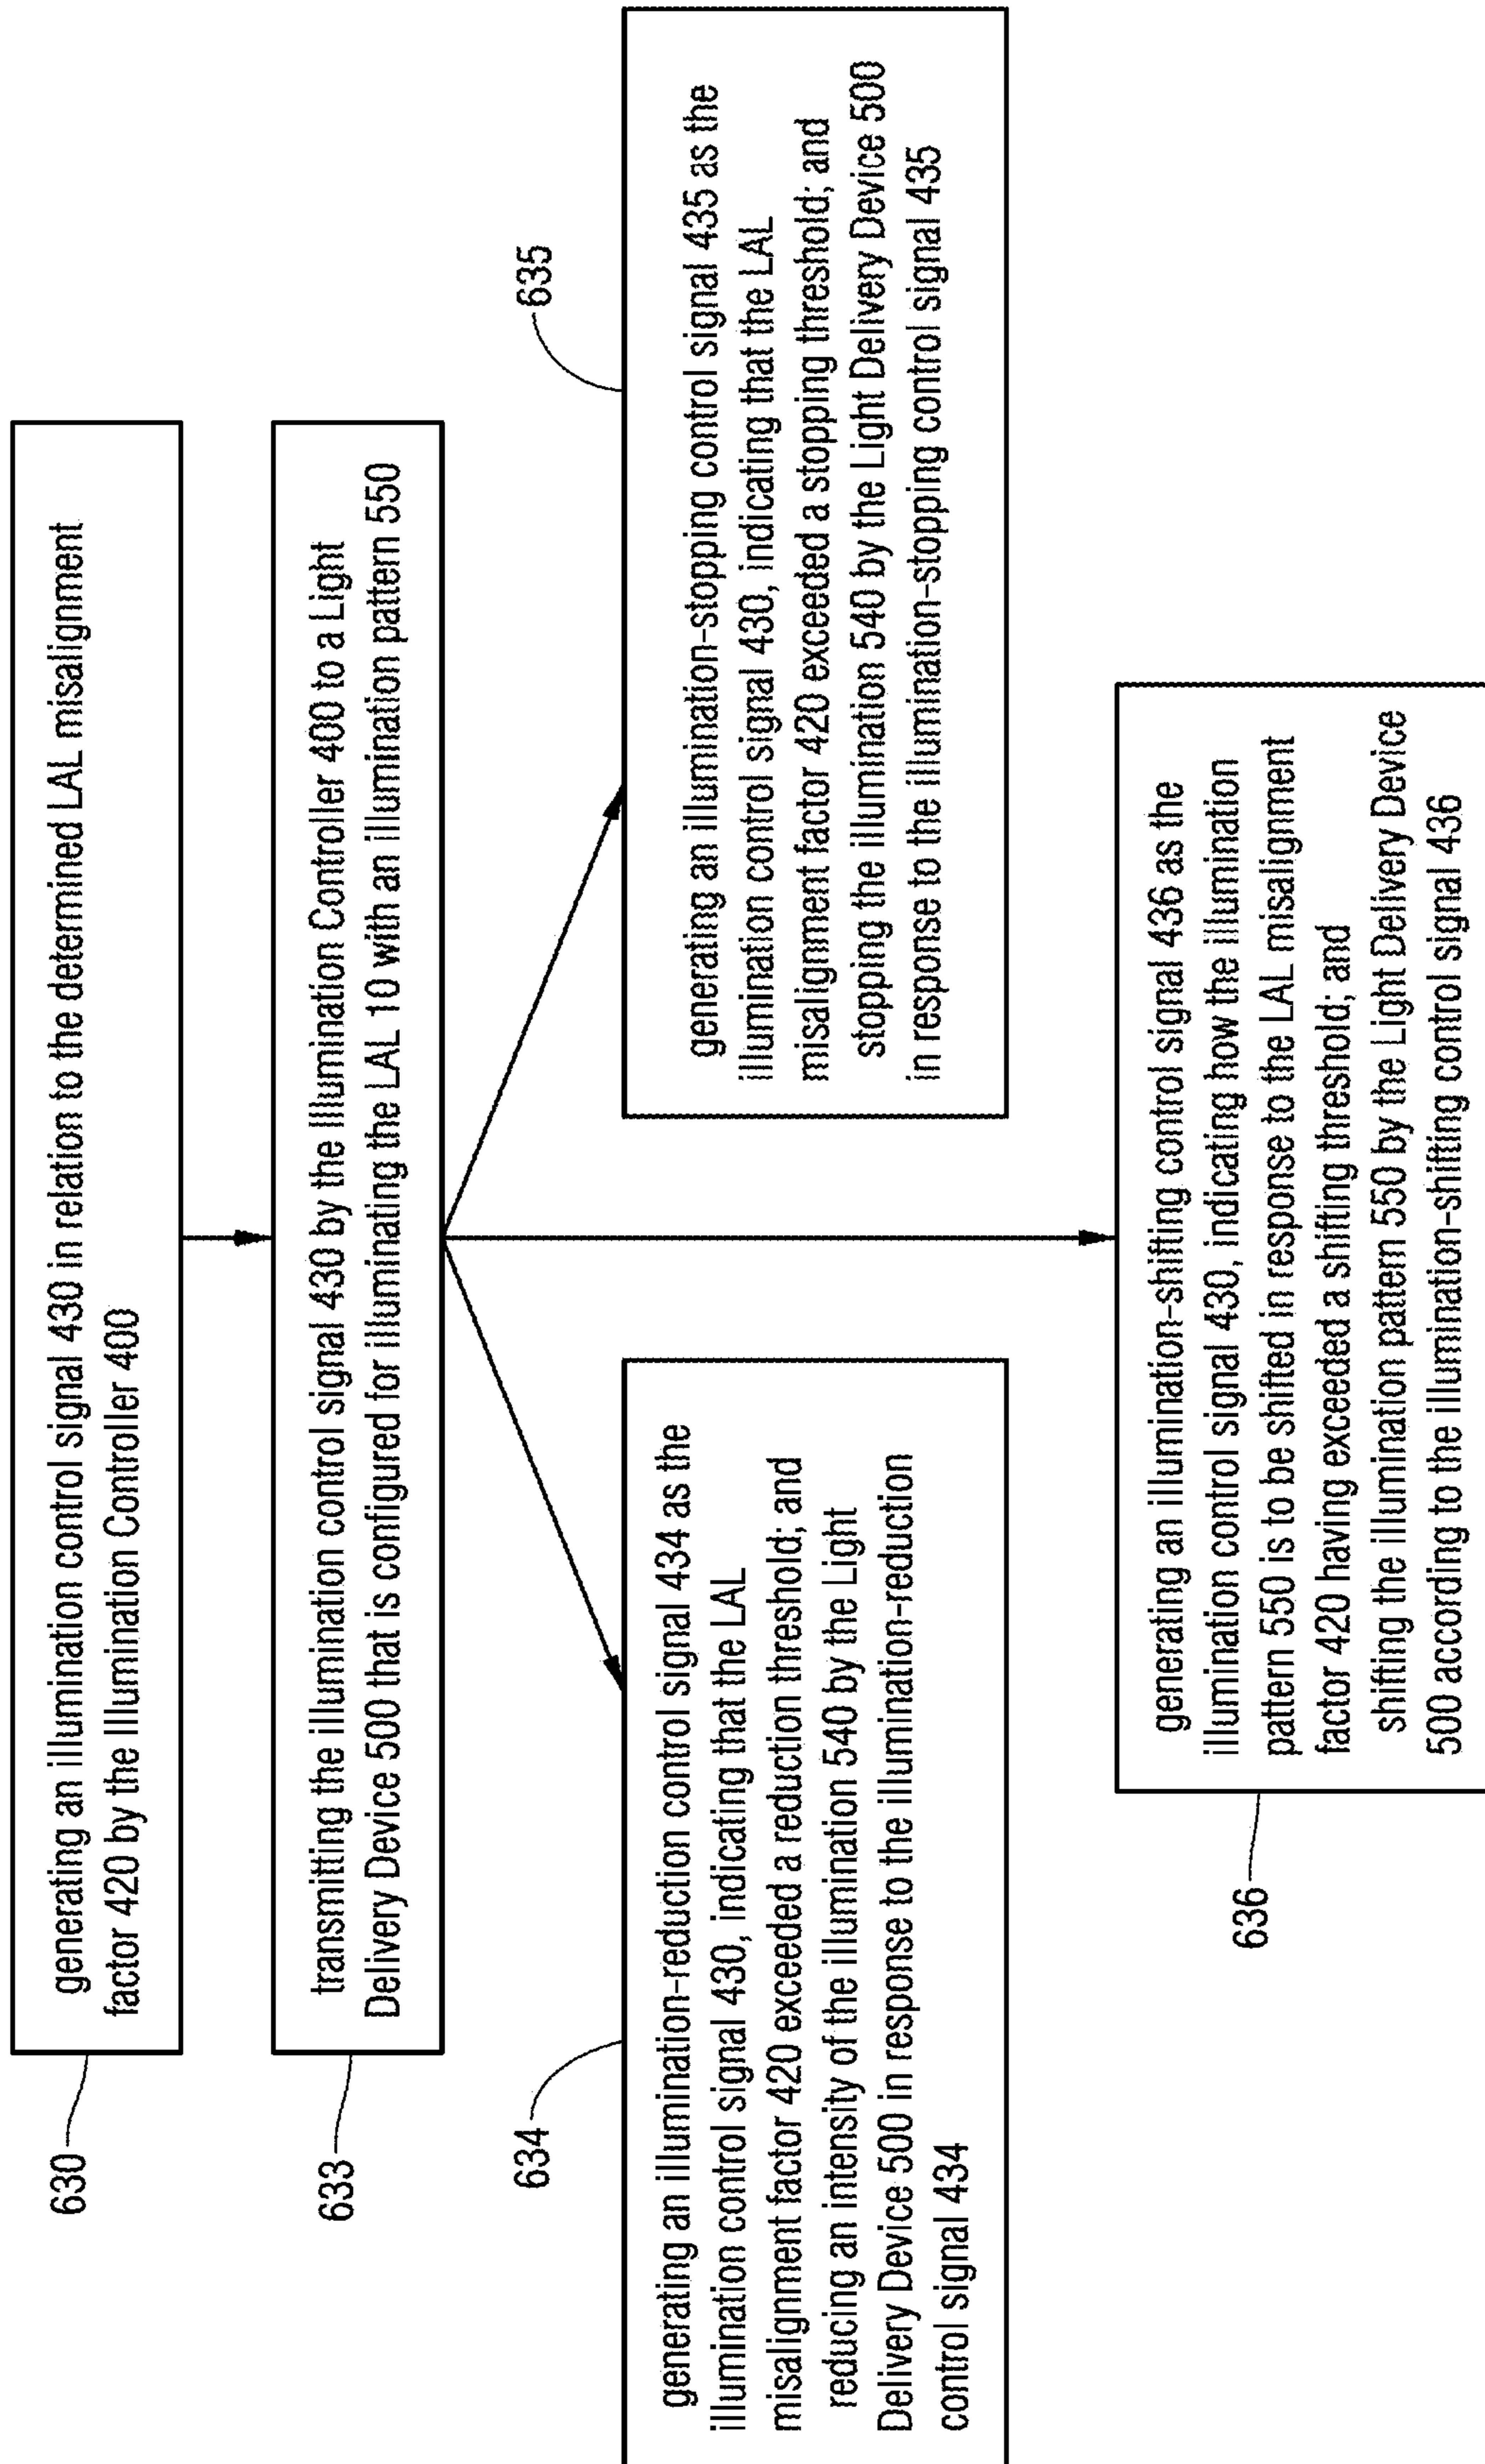 630
generating an illumination control signal 430 in relation to the determined LAL misalignment
factor 420 by the Illumination Controller 400
633
transmitting the illumination control signal 430 by the Illumination Controller 400 to a Light
Delivery Device 500 that is configured for illuminating the LAL 10 with an illumination pattern 550
634
generating an illumination-reduction control signal 434 as the
illumination control signal 430, indicating that the LAL
misalignment factor 420 exceeded a reduction threshold; and
reducing an intensity of the illumination 540 by the Light
Delivery Device 500 in response to the illumination-reduction
control signal 434
635
generating an illumination-stopping control signal 435 as the
illumination control signal 430, indicating that the LAL
misalignment factor 420 exceeded a stopping threshold; and
stopping the illumination 540 by the Light Delivery Device 500
in response to the illumination-stopping control signal 435
636
generating an illumination-shifting control signal 436 as the
illumination control signal 430, indicating how the illumination
pattern 550 is to be shifted in response to the LAL misalignment
factor 420 having exceeded a shifting threshold; and
shifting the illumination pattern 550 by the Light Delivery Device
500 according to the illumination-shifting control signal 436